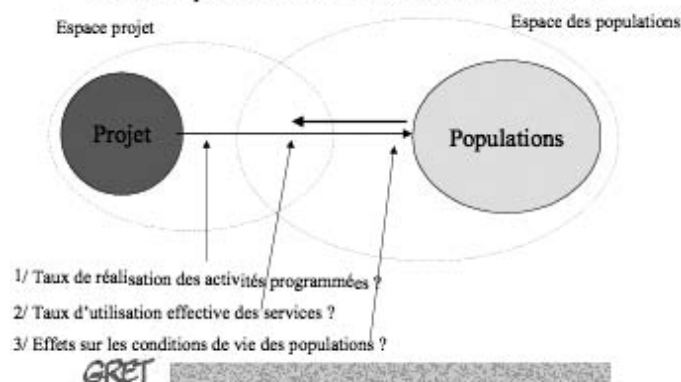 Espace projet
Espace des populations
Projet
Populations
1/ Taux de réalisation des activités programmées ?
2/ Taux d'utilisation effective des services ?
3/ Effets sur les conditions de vie des populations ?
GRET